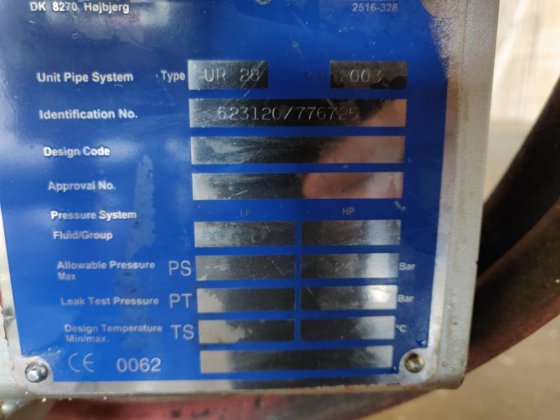 DK 8270, Højbjerg 2516-328
Unit Pipe System Type UR 28
Identification No. 623120/776725
Design Code
Approval No.
Pressure System LP HP
Fluid/Group
Allowable Pressure Max PS Bar
Leak Test Pressure PT Bar
Design Temperature Min/max. TS °C
CE 0062